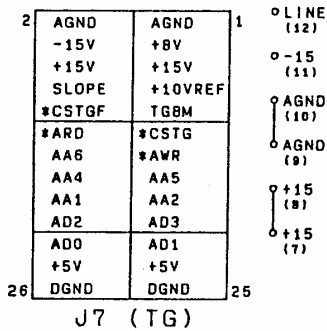 2 AGND AGND 1
-15V +8V
+15V +15V
SLOPE +10VREF
*CSTGF TG8M
*ARD *CSTG
AA6 *AWR
AA4 AA5
AA1 AA2
AD2 AD3
AD0 AD1
+5V +5V
26 DGND DGND 25
J7 (TG)
LINE
(12)
-15
(11)
AGND
(10)
AGND
(9)
+15
(8)
+15
(7)